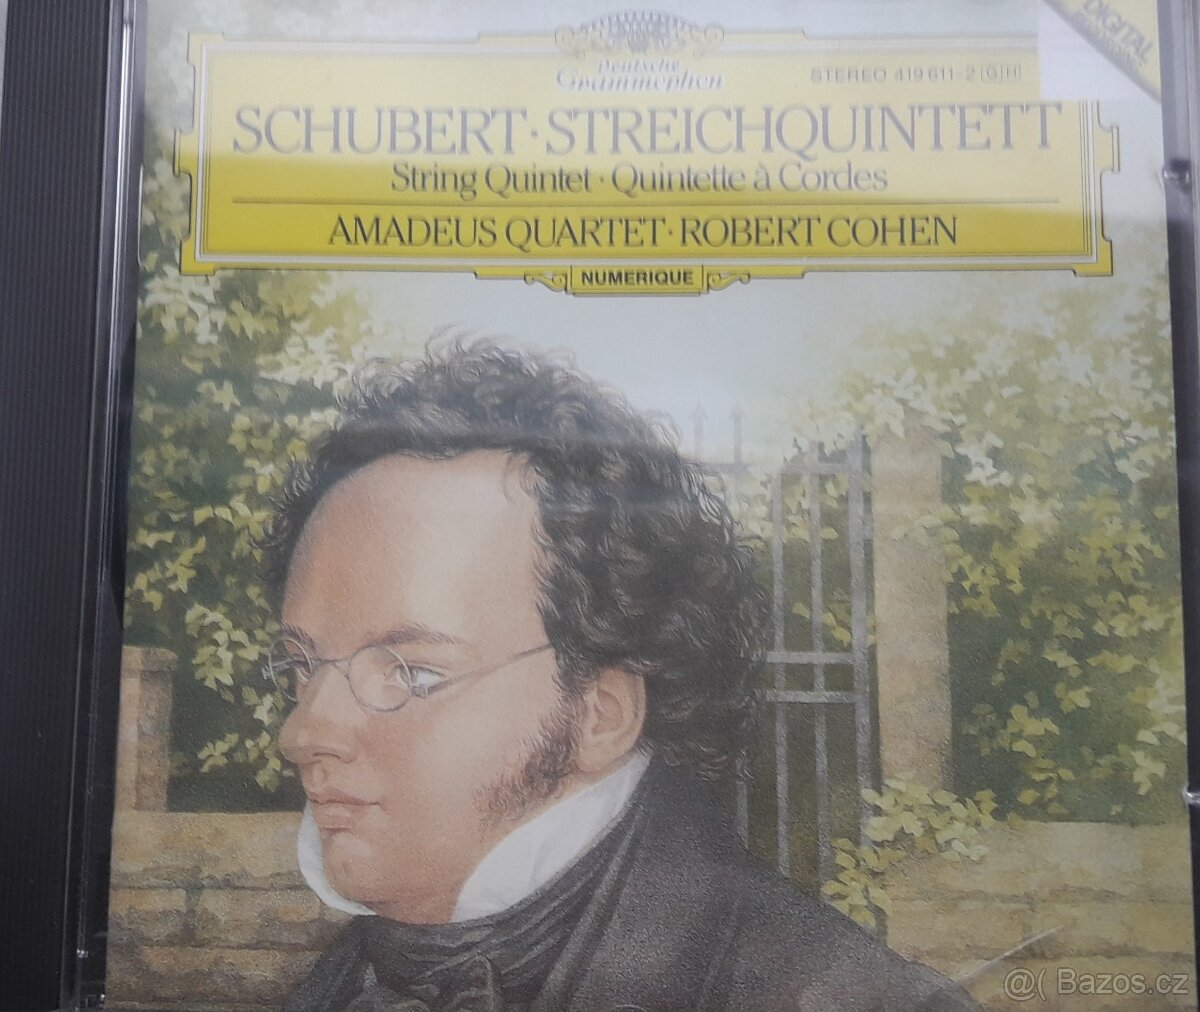 Deutsche
Grammophon
STEREO 419 611-2 GH
DIGITAL
SCHUBERT · STREICHQUINTETT
String Quintet · Quintette à Cordes
AMADEUS QUARTET · ROBERT COHEN
NUMERIQUE
@( Bazos.cz